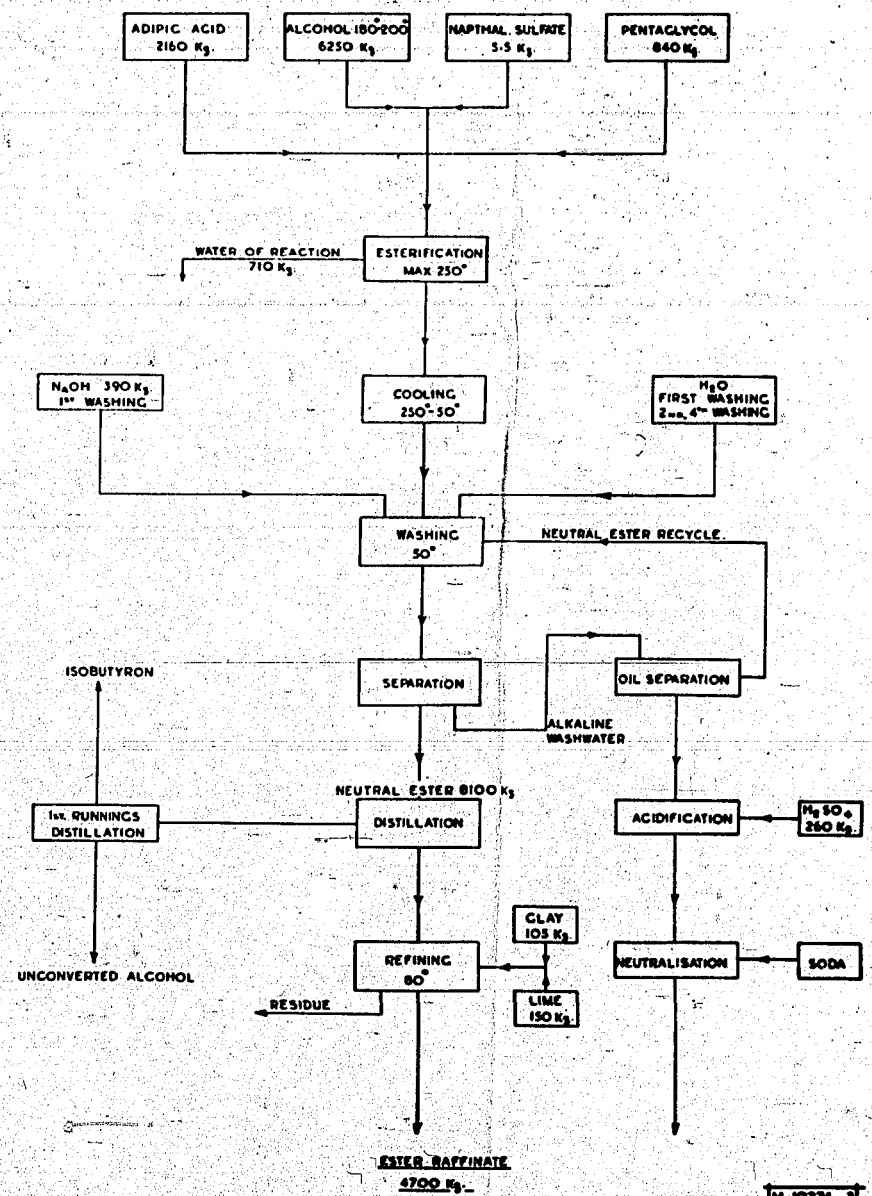 ADIPIC ACID
2160 Kg.
ALCOHOL 180°-200°
6250 Kg.
NAPTHAL. SULFATE
5.5 Kg.
PENTAGLYCOL
840 Kg.
WATER OF REACTION
710 Kg.
ESTERIFICATION
MAX 250°
NAOH 390 Kg.
1ST WASHING
COOLING
250°-50°
H2O
FIRST WASHING
2ND, 4TH WASHING
WASHING
50°
NEUTRAL ESTER RECYCLE.
ISOBUTYRON
SEPARATION
OIL SEPARATION
ALKALINE
WASHWATER
NEUTRAL ESTER 8100 Kg
1ST. RUNNINGS
DISTILLATION
DISTILLATION
ACIDIFICATION
H2SO4
260 Kg.
CLAY
105 Kg.
REFINING
80°
NEUTRALISATION
SODA
UNCONVERTED ALCOHOL
RESIDUE
LIME
150 Kg.
ESTER RAFFINATE
4700 Kg.